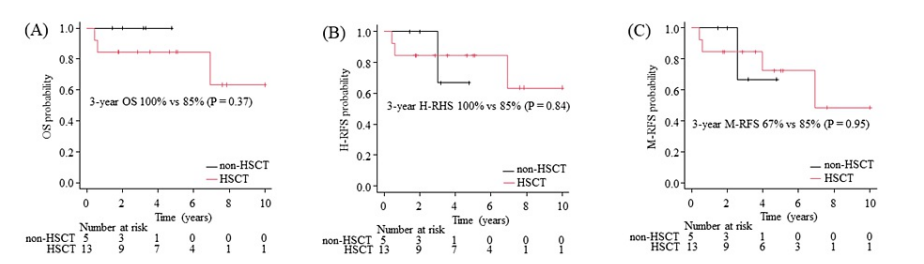 (A)
OS probability
1.0
0.8
0.6
0.4
0.2
0.0
3-year OS 100% vs 85% (P = 0.37)
non-HSCT
HSCT
0 2 4 6 8 10
Time (years)
Number at risk
non-HSCT 5 3 1 0 0 0
HSCT 13 9 7 4 1 1
(B)
H-RFS probability
1.0
0.8
0.6
0.4
0.2
0.0
3-year H-RHS 100% vs 85% (P = 0.84)
non-HSCT
HSCT
0 2 4 6 8 10
Time (years)
Number at risk
non-HSCT 5 3 1 0 0 0
HSCT 13 9 7 4 1 1
(C)
M-RFS probability
1.0
0.8
0.6
0.4
0.2
0.0
3-year M-RFS 67% vs 85% (P = 0.95)
non-HSCT
HSCT
0 2 4 6 8 10
Time (years)
Number at risk
non-HSCT 5 3 1 0 0 0
HSCT 13 9 6 3 1 1